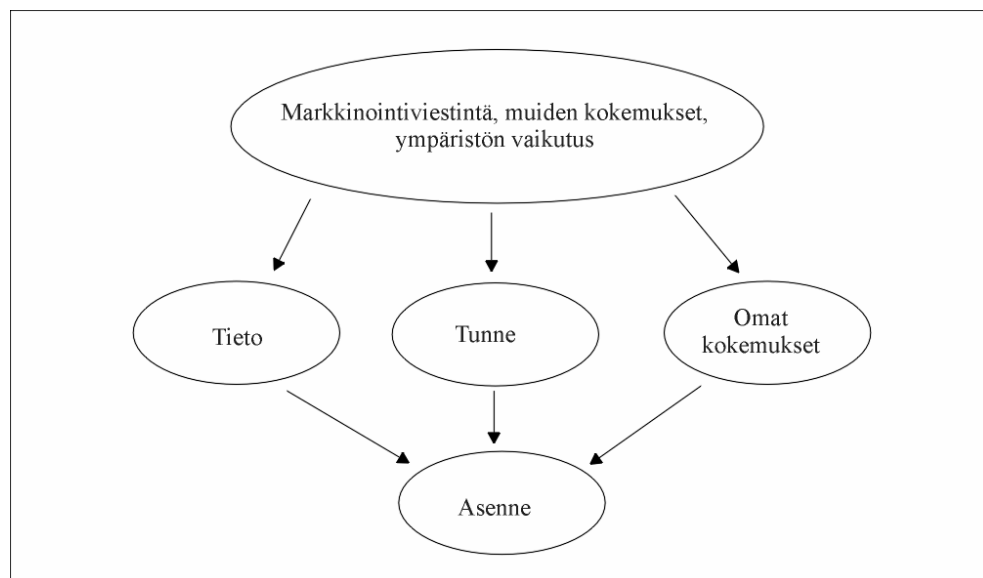 Markkinointiviestintä, muiden kokemukset,
ympäristön vaikutus
Tieto
Tunne
Omat
kokemukset
Asenne